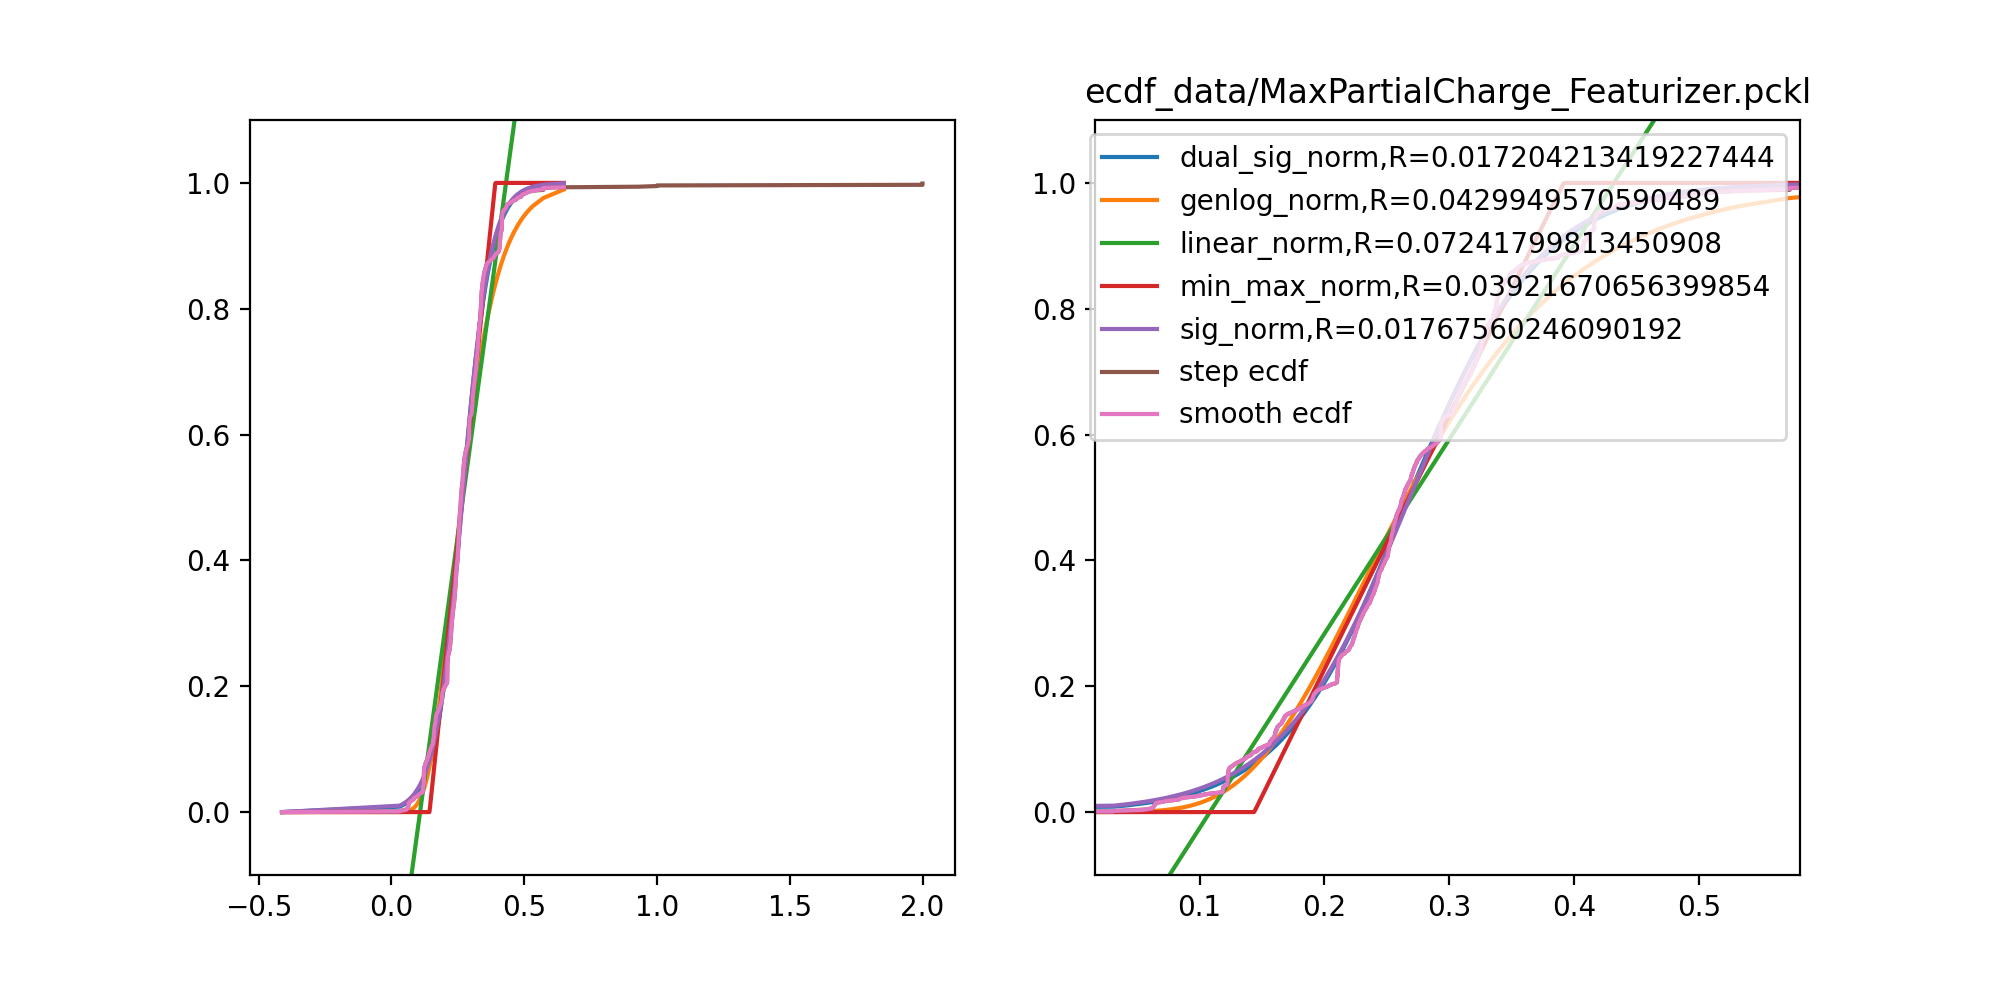 ecdf_data/MaxPartialCharge_Featurizer.pckl
1.0
0.8
0.6
0.4
0.2
0.0
−0.5 0.0 0.5 1.0 1.5 2.0
dual_sig_norm,R=0.017204213419227444
genlog_norm,R=0.0429949570590489
linear_norm,R=0.07241799813450908
min_max_norm,R=0.03921670656399854
sig_norm,R=0.01767560246090192
step ecdf
smooth ecdf
1.0
0.8
0.6
0.4
0.2
0.0
0.1 0.2 0.3 0.4 0.5